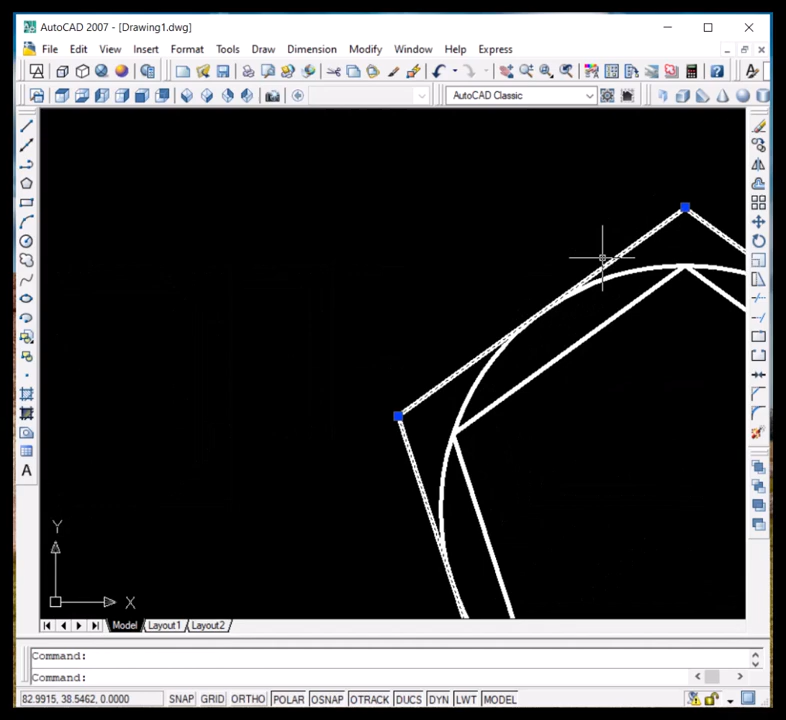 AutoCAD 2007 - [Drawing1.dwg]
File Edit View Insert Format Tools Draw Dimension Modify Window Help Express
AutoCAD Classic
A
Y
X
Model Layout1 Layout2
Command:
Command:
82.9915, 38.5462, 0.0000 SNAP GRID ORTHO POLAR OSNAP OTRACK DUCS DYN LWT MODEL